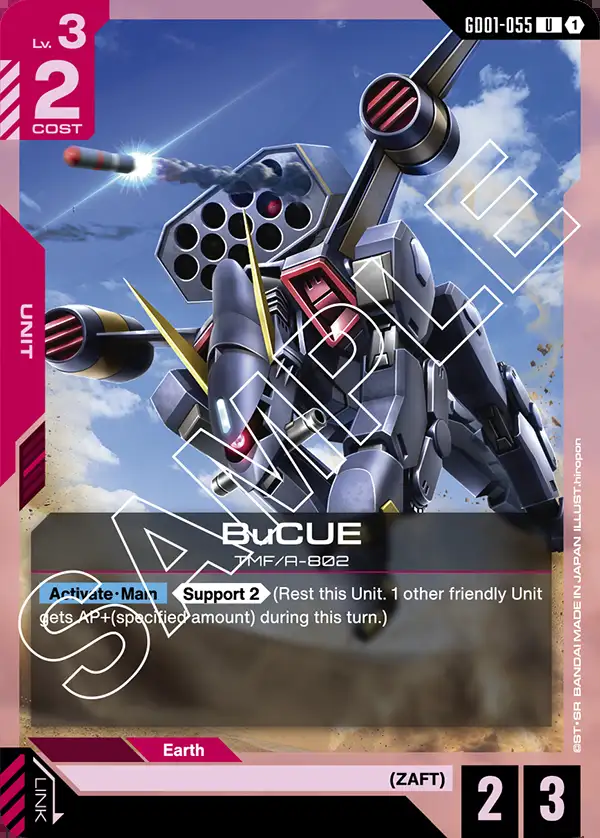 Lv. 3
2
COST
GD01-055 U 1
UNIT
SAMPLE
BuCUE
TMF/A-802
Activate･Main Support 2 (Rest this Unit. 1 other friendly Unit
gets AP+(specified amount) during this turn.)
©ST･SR BANDAI MADE IN JAPAN ILLUST.hiropon
Earth
LINK
(ZAFT)
2 3